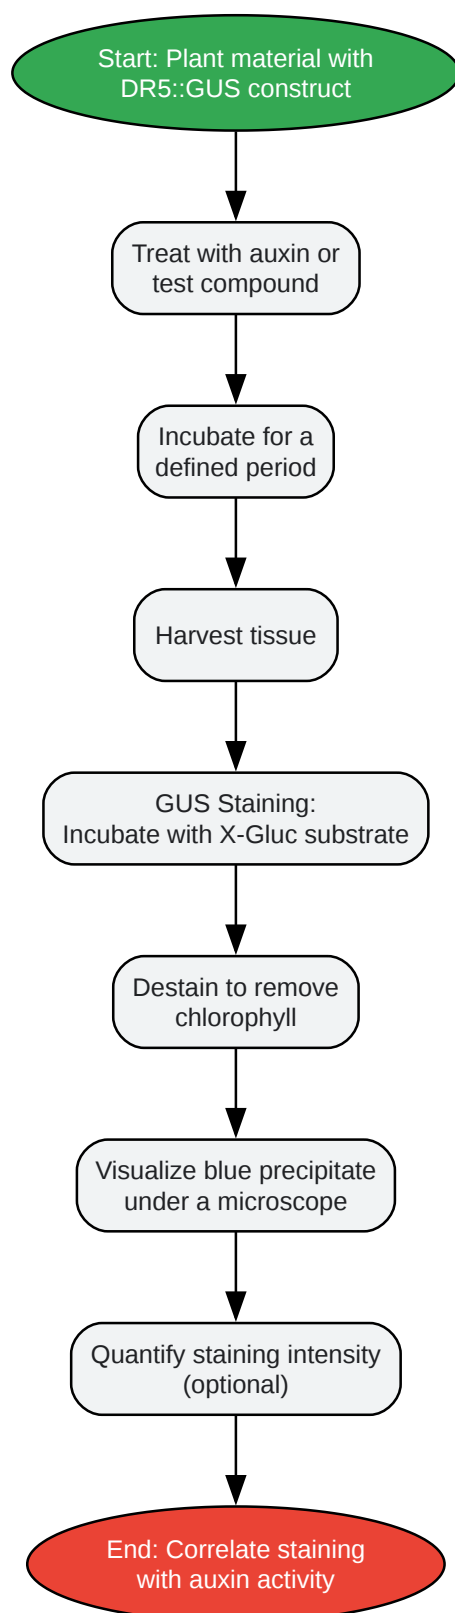 Start: Plant material with
DR5::GUS construct
Treat with auxin or
test compound
Incubate for a
defined period
Harvest tissue
GUS Staining:
Incubate with X-Gluc substrate
Destain to remove
chlorophyll
Visualize blue precipitate
under a microscope
Quantify staining intensity
(optional)
End: Correlate staining
with auxin activity